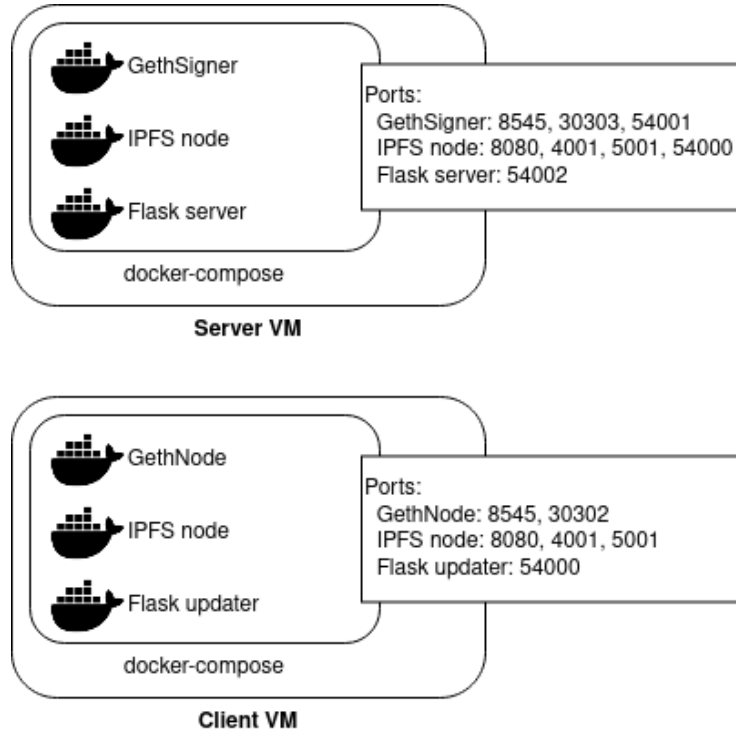 GethSigner
IPFS node
Flask server
docker-compose
Server VM
Ports:
GethSigner: 8545, 30303, 54001
IPFS node: 8080, 4001, 5001, 54000
Flask server: 54002
GethNode
IPFS node
Flask updater
docker-compose
Client VM
Ports:
GethNode: 8545, 30302
IPFS node: 8080, 4001, 5001
Flask updater: 54000